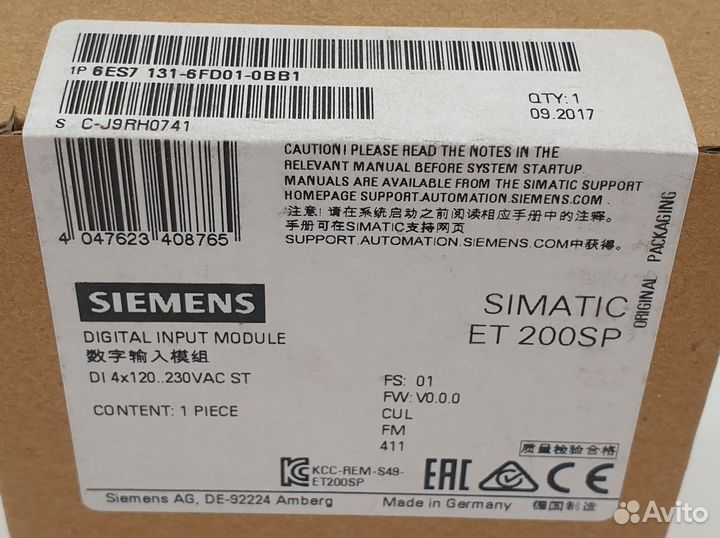 1P 6ES7 131-6FD01-0BB1
S C-J9RH0741
QTY: 1
09.2017
4 047623 408765
CAUTION! PLEASE READ THE NOTES IN THE
RELEVANT MANUAL BEFORE SYSTEM STARTUP.
MANUALS ARE AVAILABLE FROM THE SIMATIC SUPPORT
HOMEPAGE SUPPORT.AUTOMATION.SIEMENS.COM
注意: 请在系统启动之前阅读相应手册中的注释。
手册可在SIMATIC支持网页
SUPPORT.AUTOMATION.SIEMENS.COM中获得。
ORIGINAL PACKAGING
SIEMENS
SIMATIC
ET 200SP
DIGITAL INPUT MODULE
数字输入模组
DI 4x120..230VAC ST
CONTENT: 1 PIECE
FS: 01
FW: V0.0.0
CUL
FM
411
质量检验合格
KCC-REM-S49-
ET200SP
EAC
CE
Siemens AG, DE-92224 Amberg
Made in Germany
德国制造
Avito